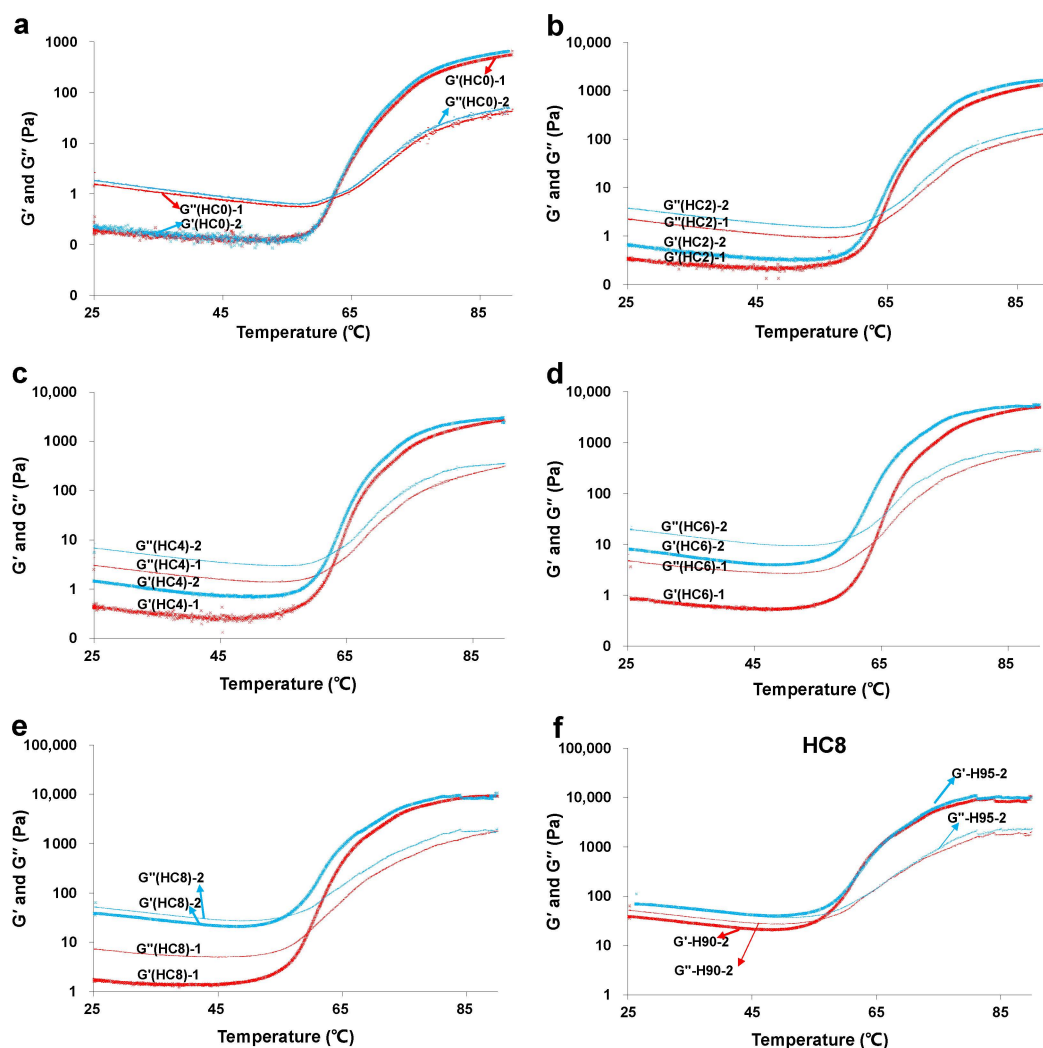 a
G′ and G″ (Pa)
1000
100
10
1
0
0
25
45
65
85
Temperature (℃)
G′(HC0)-1
G″(HC0)-2
G″(HC0)-1
G′(HC0)-2
b
G′ and G″ (Pa)
10,000
1000
100
10
1
0
25
45
65
85
Temperature (℃)
G″(HC2)-2
G″(HC2)-1
G′(HC2)-2
G′(HC2)-1
c
G′ and G″ (Pa)
10,000
1000
100
10
1
0
25
45
65
85
Temperature (℃)
G″(HC4)-2
G″(HC4)-1
G′(HC4)-2
G′(HC4)-1
d
G′ and G″ (Pa)
10,000
1000
100
10
1
0
25
45
65
85
Temperature (℃)
G″(HC6)-2
G′(HC6)-2
G″(HC6)-1
G′(HC6)-1
e
G′ and G″ (Pa)
100,000
10,000
1000
100
10
1
25
45
65
85
Temperature (℃)
G″(HC8)-2
G′(HC8)-2
G″(HC8)-1
G′(HC8)-1
f
HC8
G′ and G″ (Pa)
100,000
10,000
1000
100
10
1
25
45
65
85
Temperature (℃)
G′-H95-2
G″-H95-2
G′-H90-2
G″-H90-2